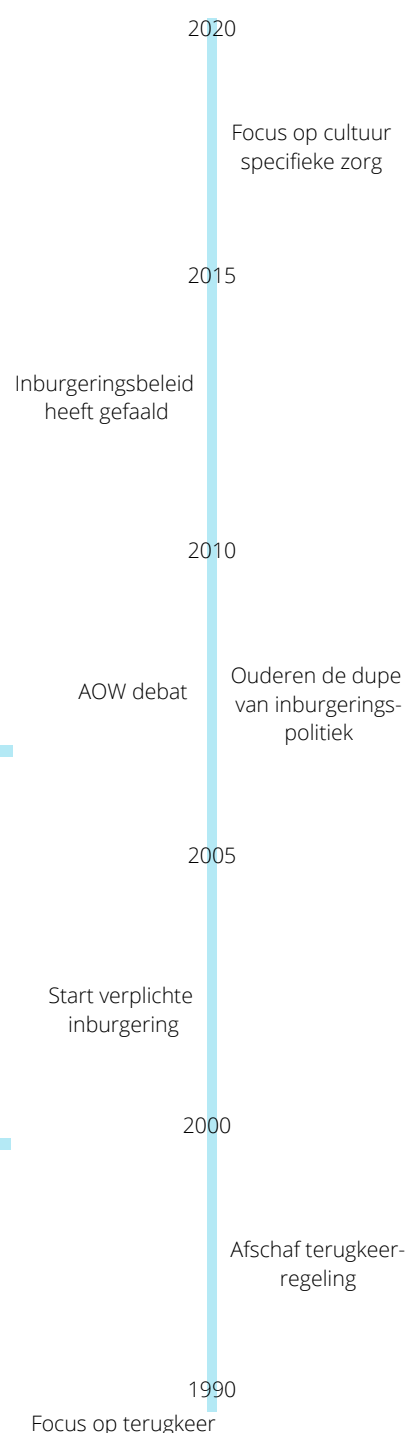 2020
Focus op cultuur
specifieke zorg
2015
Inburgeringsbeleid
heeft gefaald
2010
AOW debat
Ouderen de dupe
van inburgerings-
politiek
2005
Start verplichte
inburgering
2000
Afschaf terugkeer-
regeling
1990
Focus op terugkeer